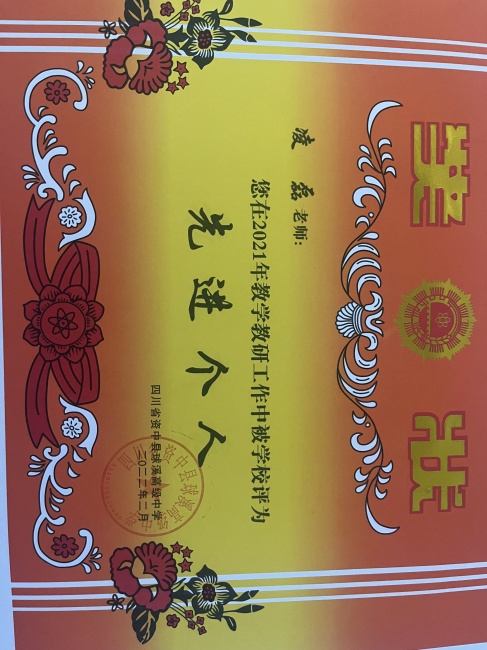 奖状
凌磊老师:
您在2021年教学教研工作中被学校评为
先进个人
四川省资中县球溪高级中学
二〇二二年二月